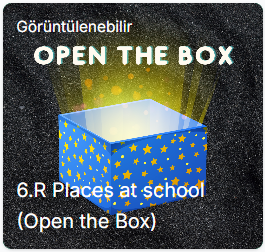 Görüntülenebilir
OPEN THE BOX
6.R Places at school
(Open the Box)